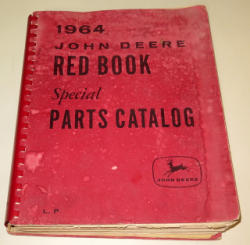 1964
JOHN DEERE
RED BOOK
Special
PARTS CATALOG
JOHN DEERE
L. P